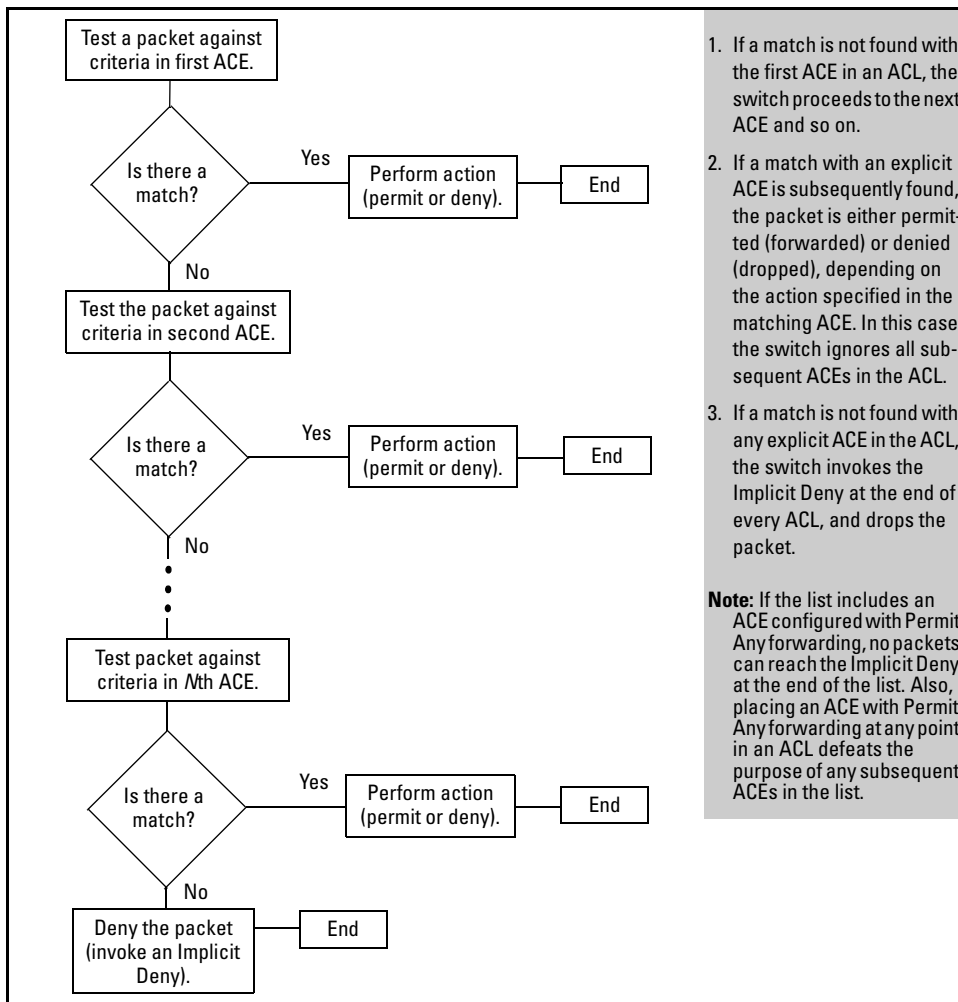 Test a packet against
criteria in first ACE.
Is there a
match?
Yes
Perform action
(permit or deny).
End
No
Test the packet against
criteria in second ACE.
Is there a
match?
Yes
Perform action
(permit or deny).
End
No
Test packet against
criteria in Nth ACE.
Is there a
match?
Yes
Perform action
(permit or deny).
End
No
Deny the packet
(invoke an Implicit
Deny).
End
1. If a match is not found with
the first ACE in an ACL, the
switch proceeds to the next
ACE and so on.
2. If a match with an explicit
ACE is subsequently found,
the packet is either permit-
ted (forwarded) or denied
(dropped), depending on
the action specified in the
matching ACE. In this case
the switch ignores all sub-
sequent ACEs in the ACL.
3. If a match is not found with
any explicit ACE in the ACL,
the switch invokes the
Implicit Deny at the end of
every ACL, and drops the
packet.
Note: If the list includes an
ACE configured with Permit
Any forwarding, no packets
can reach the Implicit Deny
at the end of the list. Also,
placing an ACE with Permit
Any forwarding at any point
in an ACL defeats the
purpose of any subsequent
ACEs in the list.